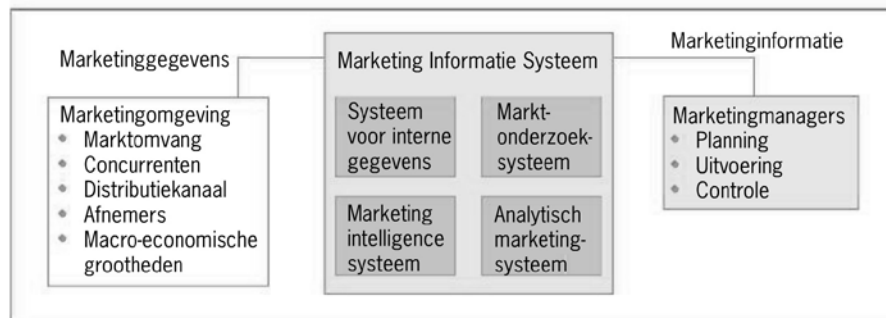 Marketinggegevens
Marketingomgeving
Marktomvang
Concurrenten
Distributiekanaal
Afnemers
Macro-economische
grootheden
Marketing Informatie Systeem
Systeem
voor interne
gegevens
Markt-
onderzoek-
systeem
Marketing
intelligence
systeem
Analytisch
marketing-
systeem
Marketinginformatie
Marketingmanagers
Planning
Uitvoering
Controle